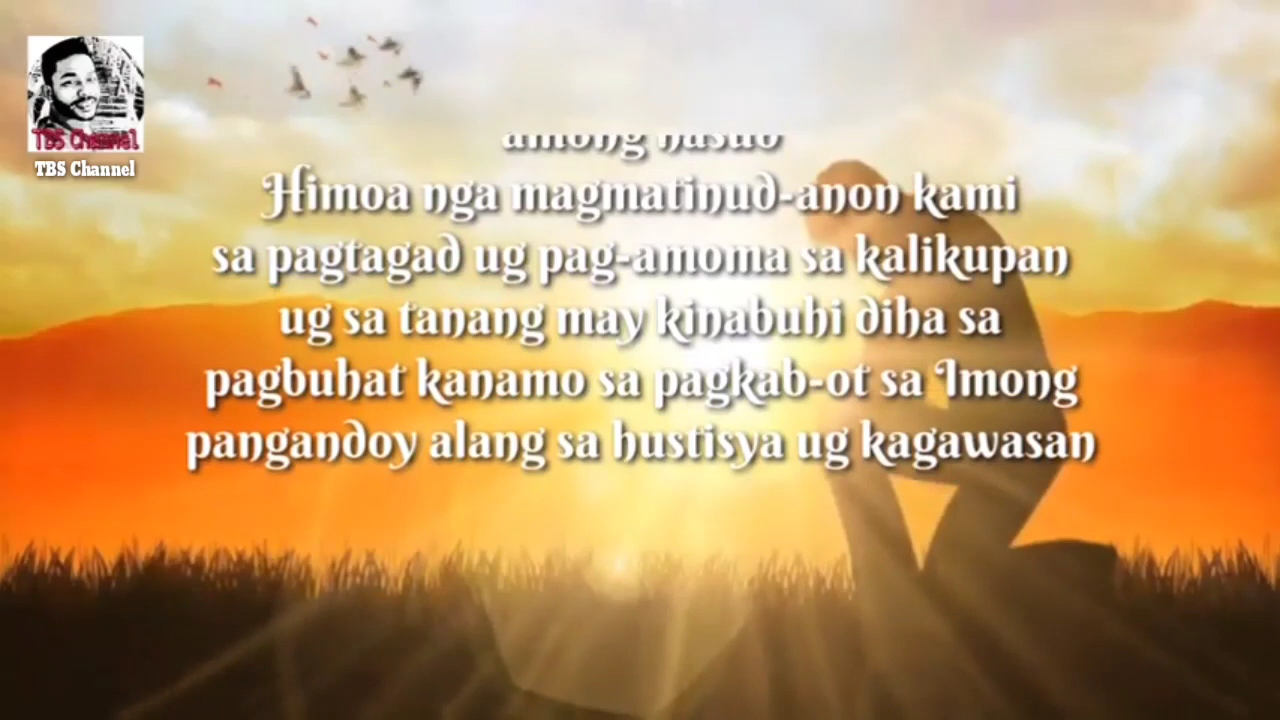 TBS Channel
TBS Channel
among
Himoa nga magmatinud-anon kami
sa pagtagad ug pag-amoma sa kalikupan
ug sa tanang may kinabuhi diha sa
pagbuhat kanamo sa pagkab-ot sa Imong
pangandoy alang sa hustisya ug kagawasan